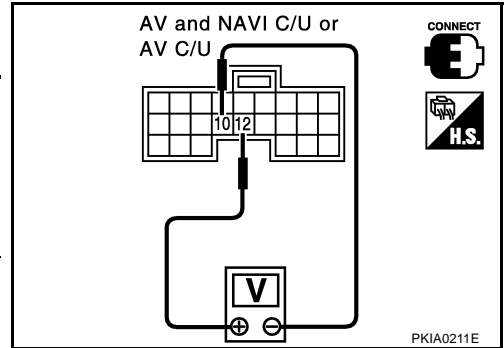 AV and NAVI C/U or
AV C/U
CONNECT
H.S.
10 12
V
+ −
PKIA0211E